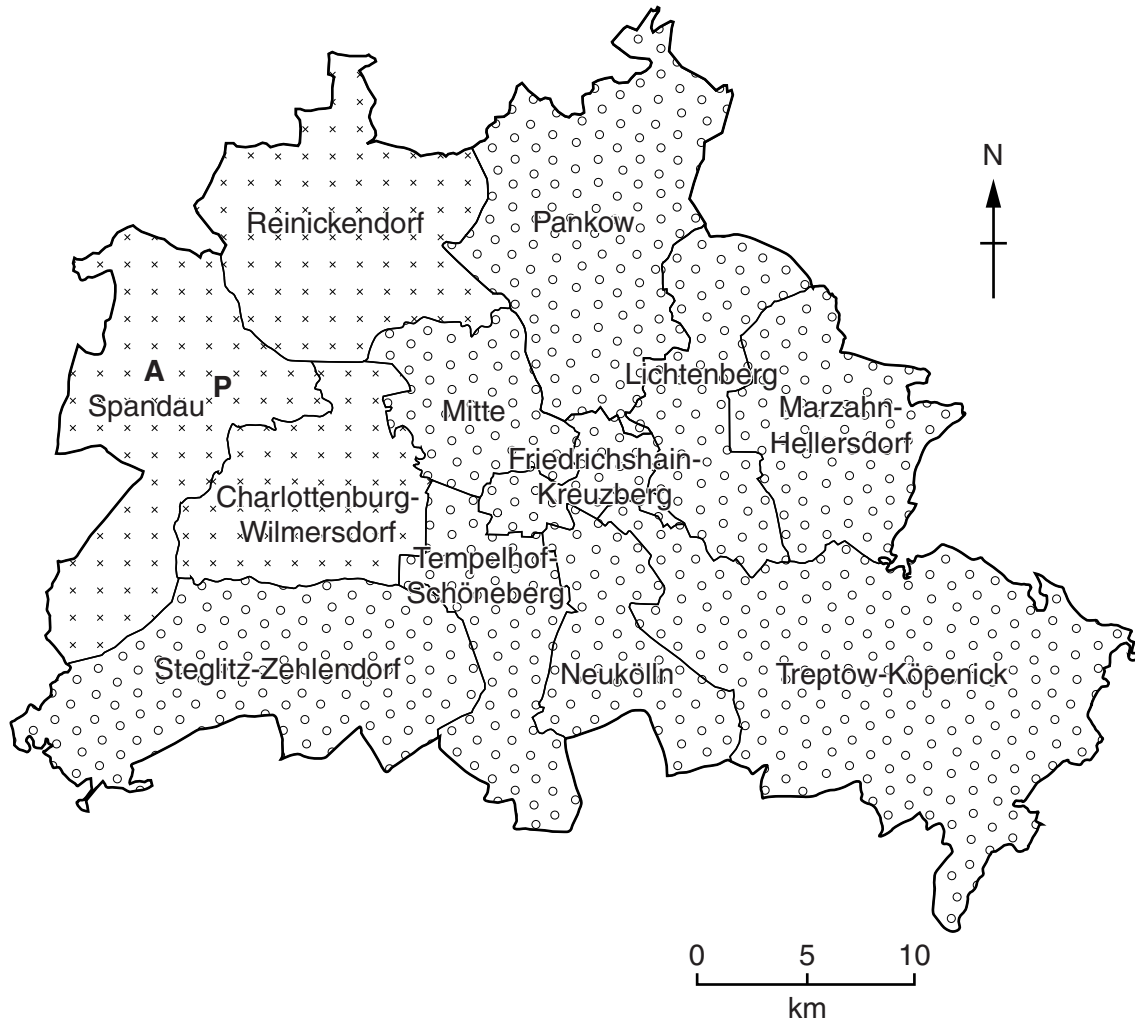 N
Reinickendorf
Pankow
A
P
Spandau
Lichtenberg
Mitte
Marzahn-
Hellersdorf
Friedrichshain-
Kreuzberg
Charlottenburg-
Wilmersdorf
Tempelhof-
Schöneberg
Steglitz-Zehlendorf
Neukölln
Treptow-Köpenick
0 5 10
km